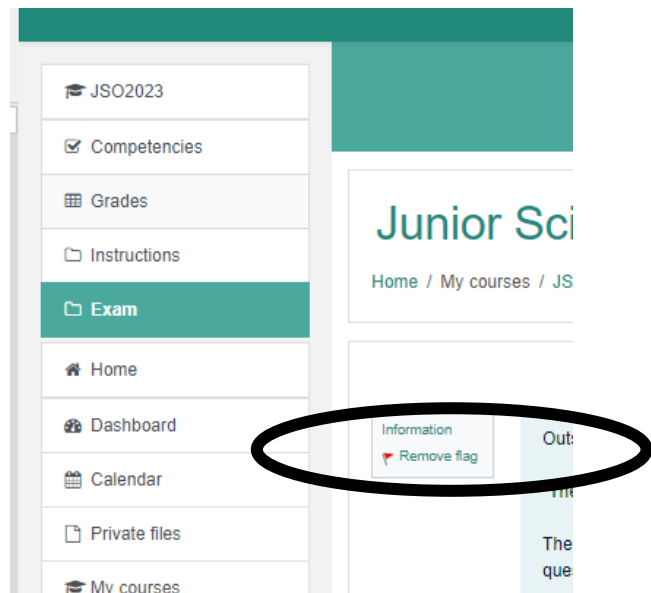 JSO2023
Competencies
Grades
Instructions
Exam
Home
Dashboard
Calendar
Private files
My courses
Junior Sci
Home / My courses / JS
Information
Remove flag
Outs
The
The
ques